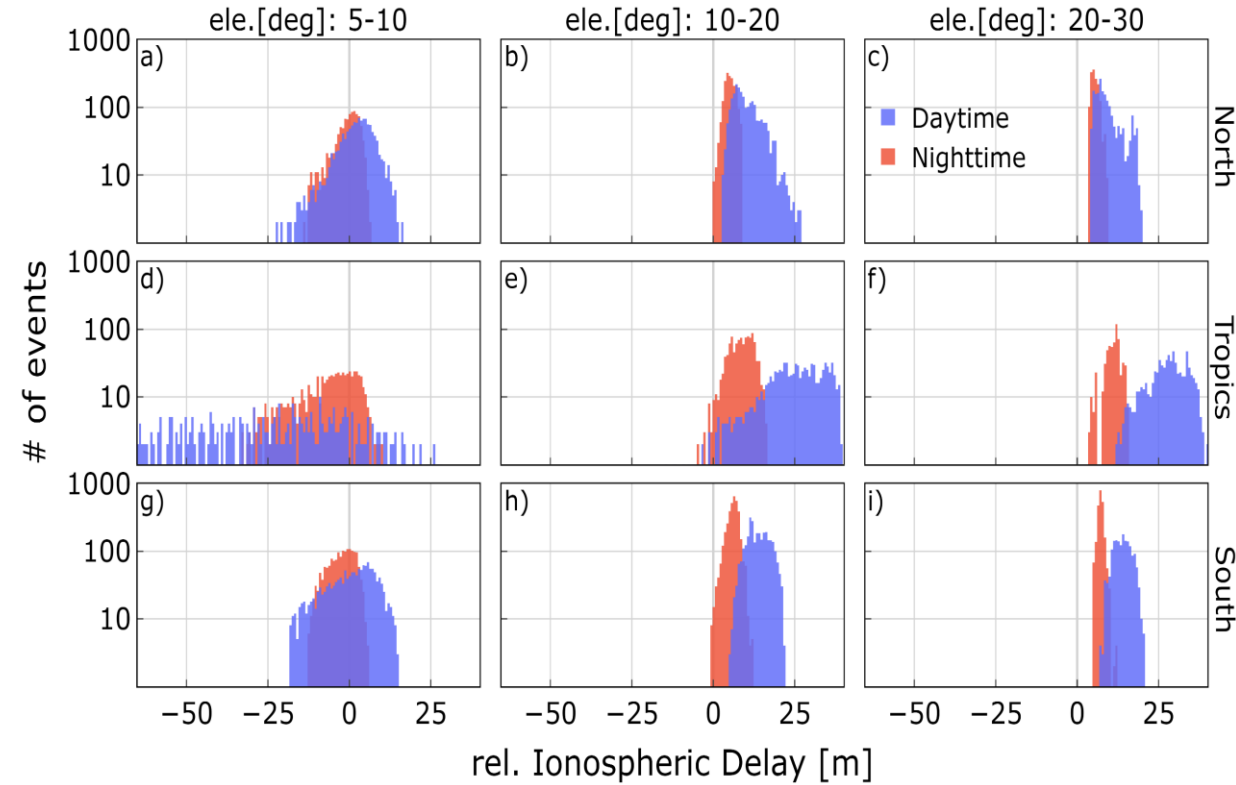 ele.[deg]: 5-10
ele.[deg]: 10-20
ele.[deg]: 20-30
1000
100
10
a)
b)
c)
Daytime
Nighttime
North
1000
100
10
d)
e)
f)
Tropics
# of events
1000
100
10
g)
h)
i)
South
−50 −25 0 25
−50 −25 0 25
−50 −25 0 25
rel. Ionospheric Delay [m]